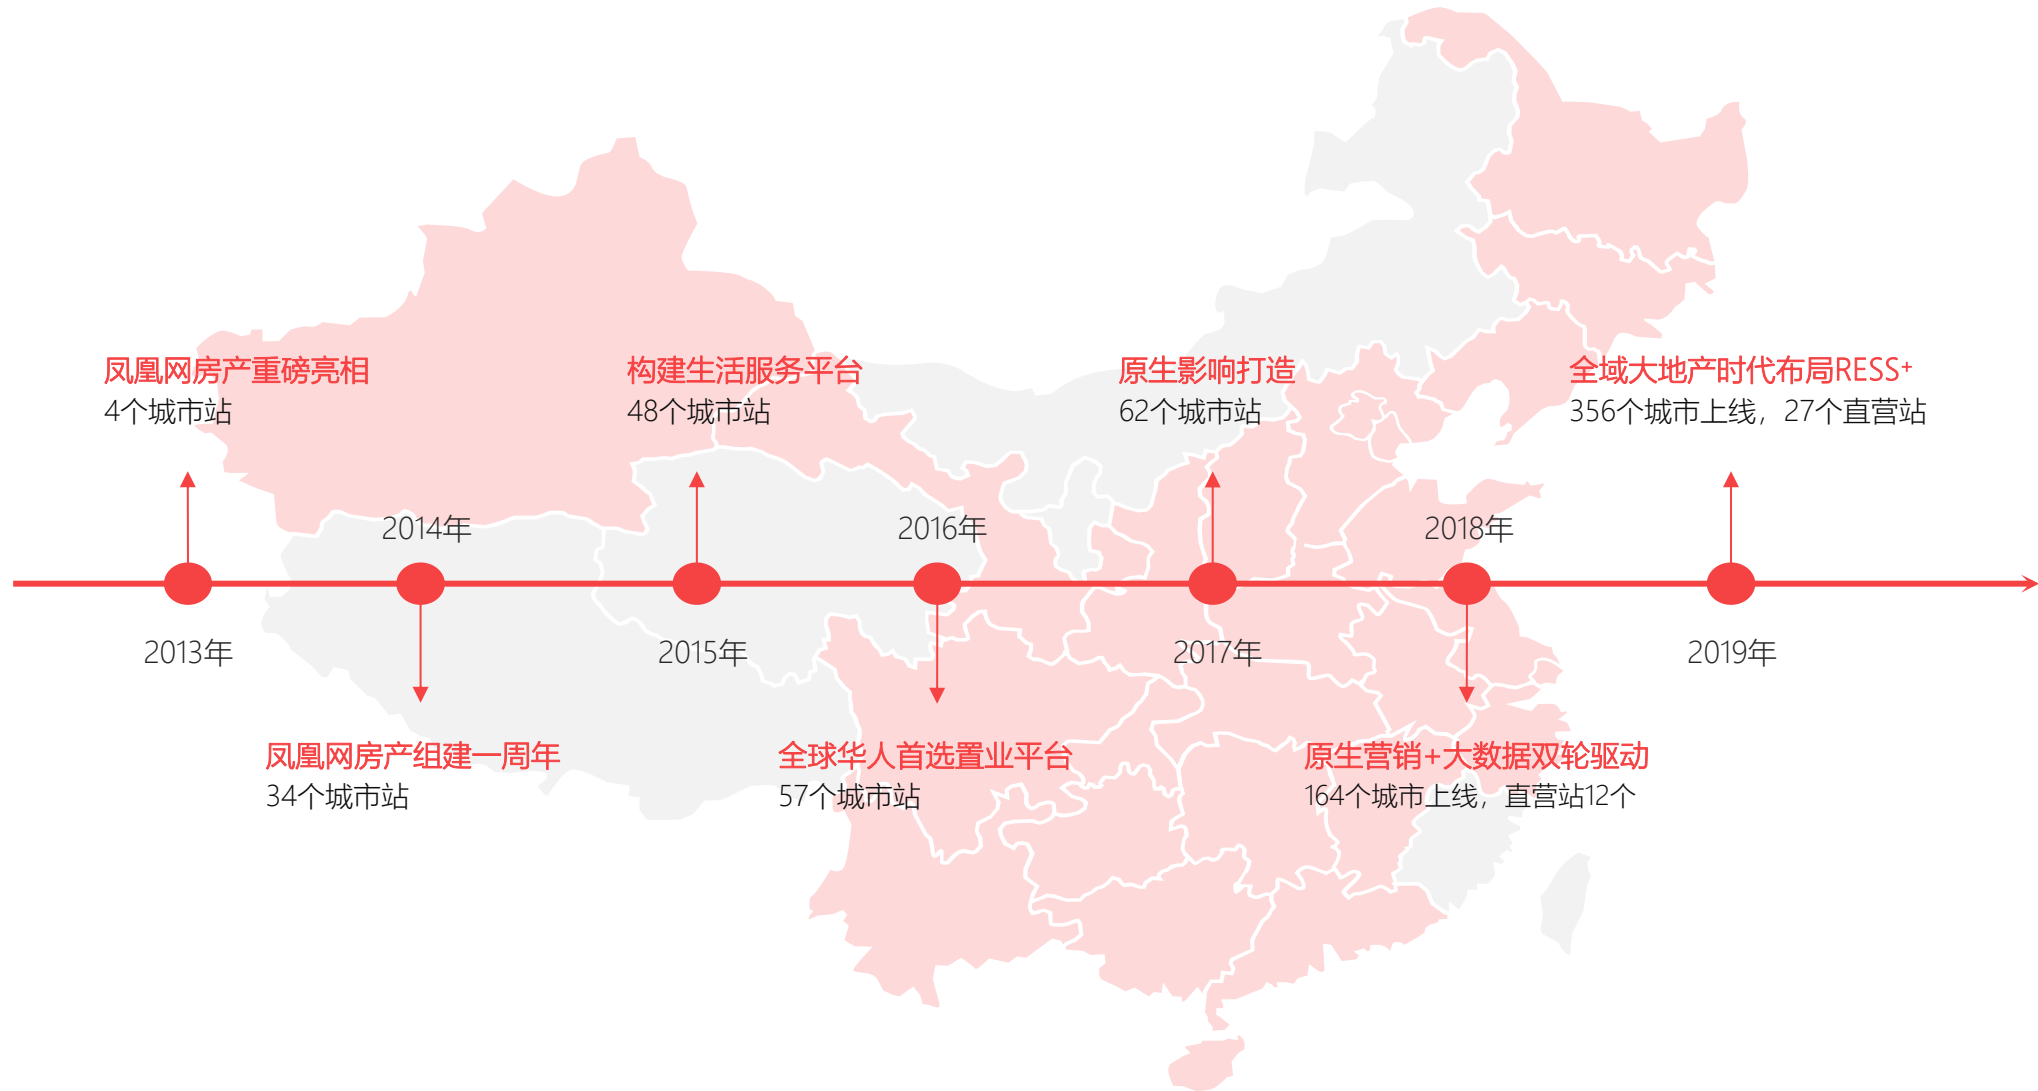 凤凰网房产重磅亮相
4个城市站
2013年
2014年
凤凰网房产组建一周年
34个城市站
构建生活服务平台
48个城市站
2015年
2016年
全球华人首选置业平台
57个城市站
原生影响打造
62个城市站
2017年
2018年
原生营销+大数据双轮驱动
164个城市上线，直营站12个
全域大地产时代布局RESS+
356个城市上线，27个直营站
2019年